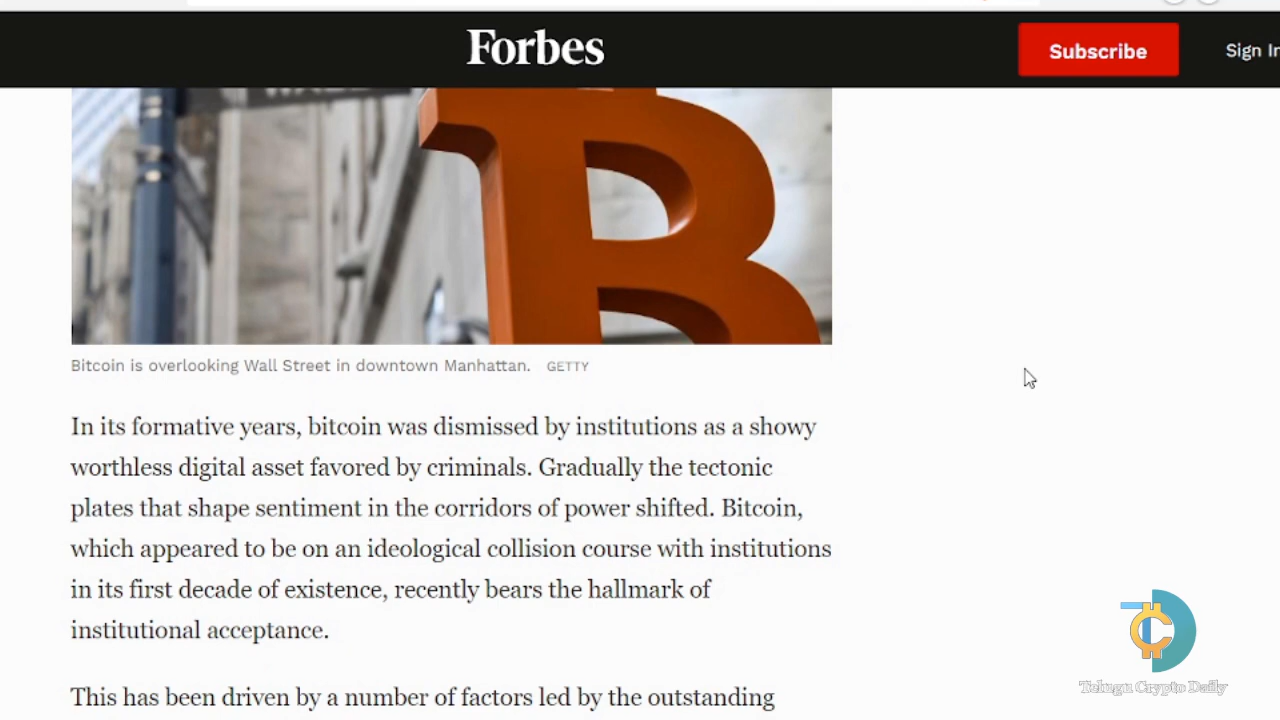 Forbes
Subscribe
Sign In
WALL
Bitcoin is overlooking Wall Street in downtown Manhattan. GETTY
In its formative years, bitcoin was dismissed by institutions as a showy
worthless digital asset favored by criminals. Gradually the tectonic
plates that shape sentiment in the corridors of power shifted. Bitcoin,
which appeared to be on an ideological collision course with institutions
in its first decade of existence, recently bears the hallmark of
institutional acceptance.
This has been driven by a number of factors led by the outstanding
Telugu Crypto Daily